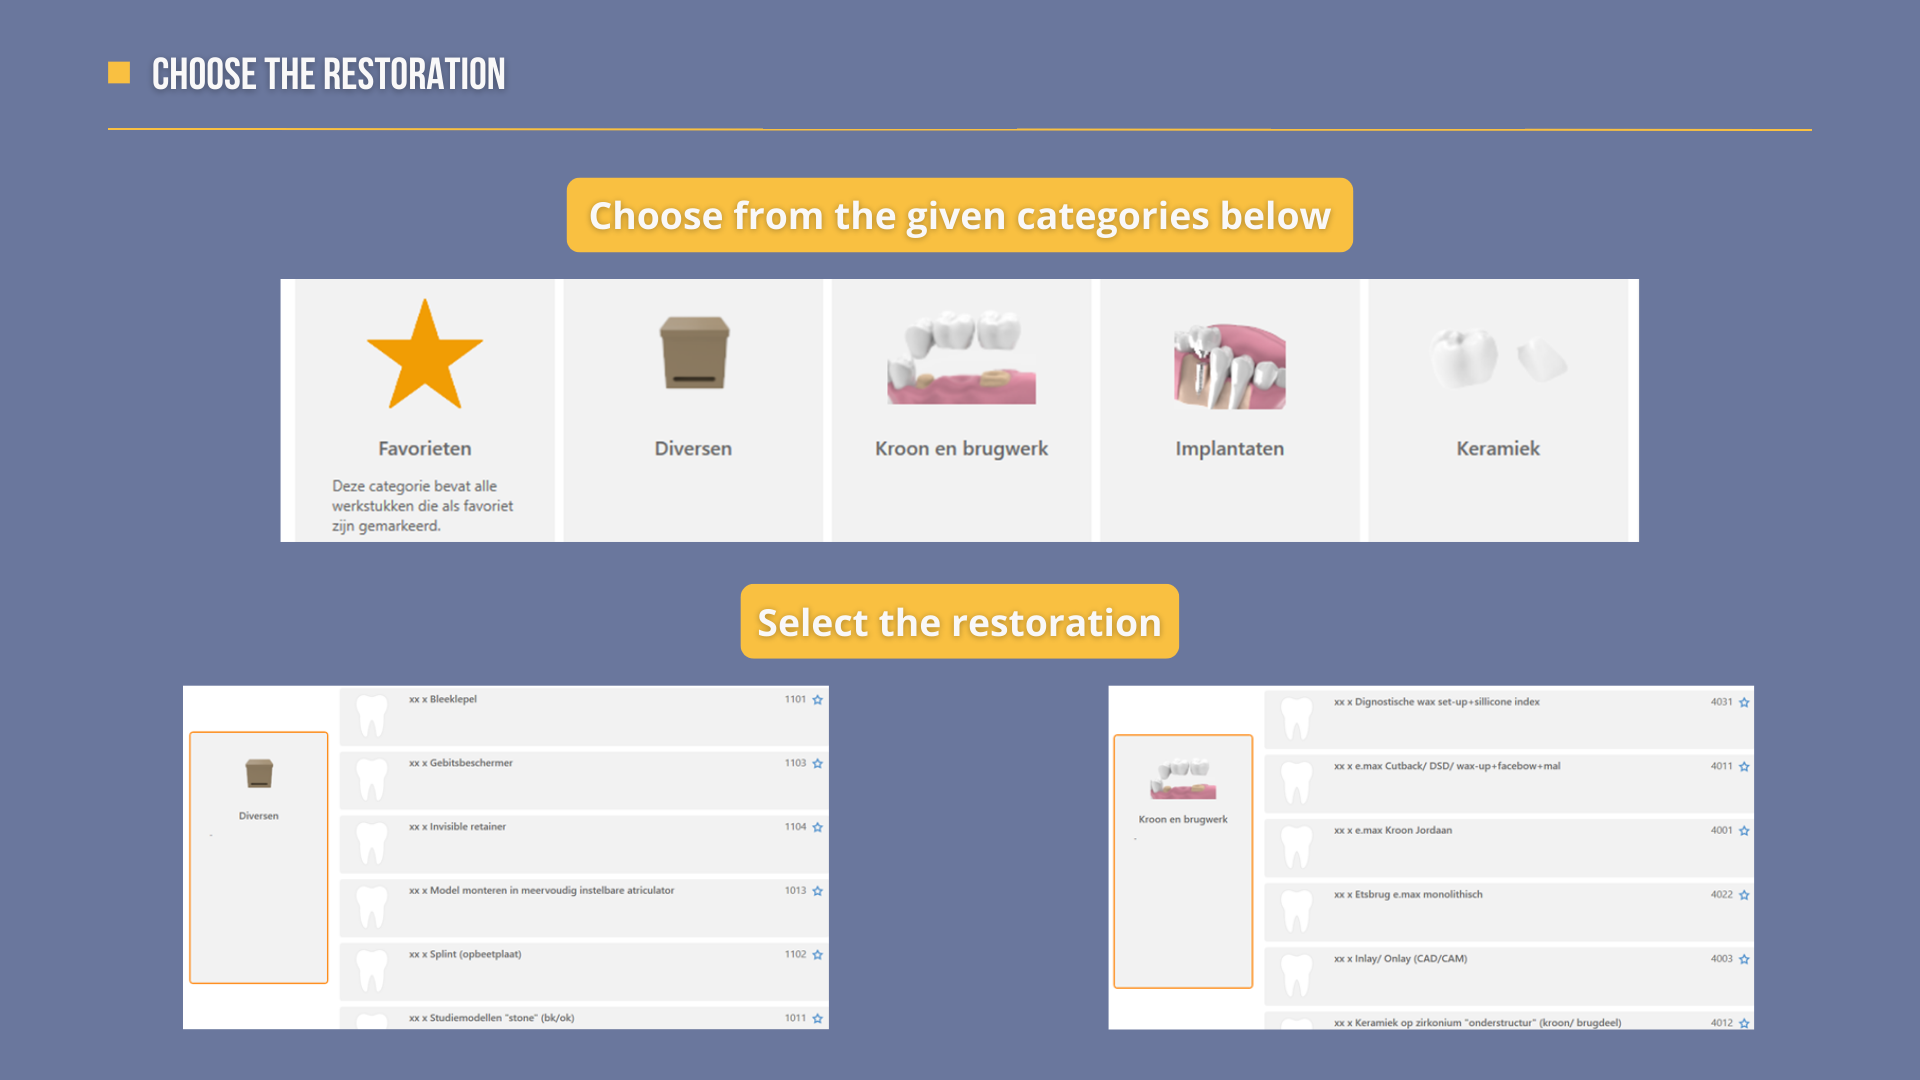 CHOOSE THE RESTORATION
Choose from the given categories below
Favorieten
Deze categorie bevat alle
werkstukken die als favoriet
zijn gemarkeerd.
Diversen
Kroon en brugwerk
Implantaten
Keramiek
Select the restoration
Diversen
-
xx x Bleeklepel 1101
xx x Gebitsbeschermer 1103
xx x Invisible retainer 1104
xx x Model monteren in meervoudig instelbare atriculator 1013
xx x Splint (opbeetplaat) 1102
xx x Studiemodellen "stone" (bk/ok) 1011
Kroon en brugwerk
-
xx x Dignostische wax set-up+sillicone index 4031
xx x e.max Cutback/ DSD/ wax-up+facebow+mal 4011
xx x e.max Kroon Jordaan 4001
xx x Etsbrug e.max monolithisch 4022
xx x Inlay/ Onlay (CAD/CAM) 4003
xx x Keramiek op zirkonium "onderstructur" (kroon/ brugdeel) 4012